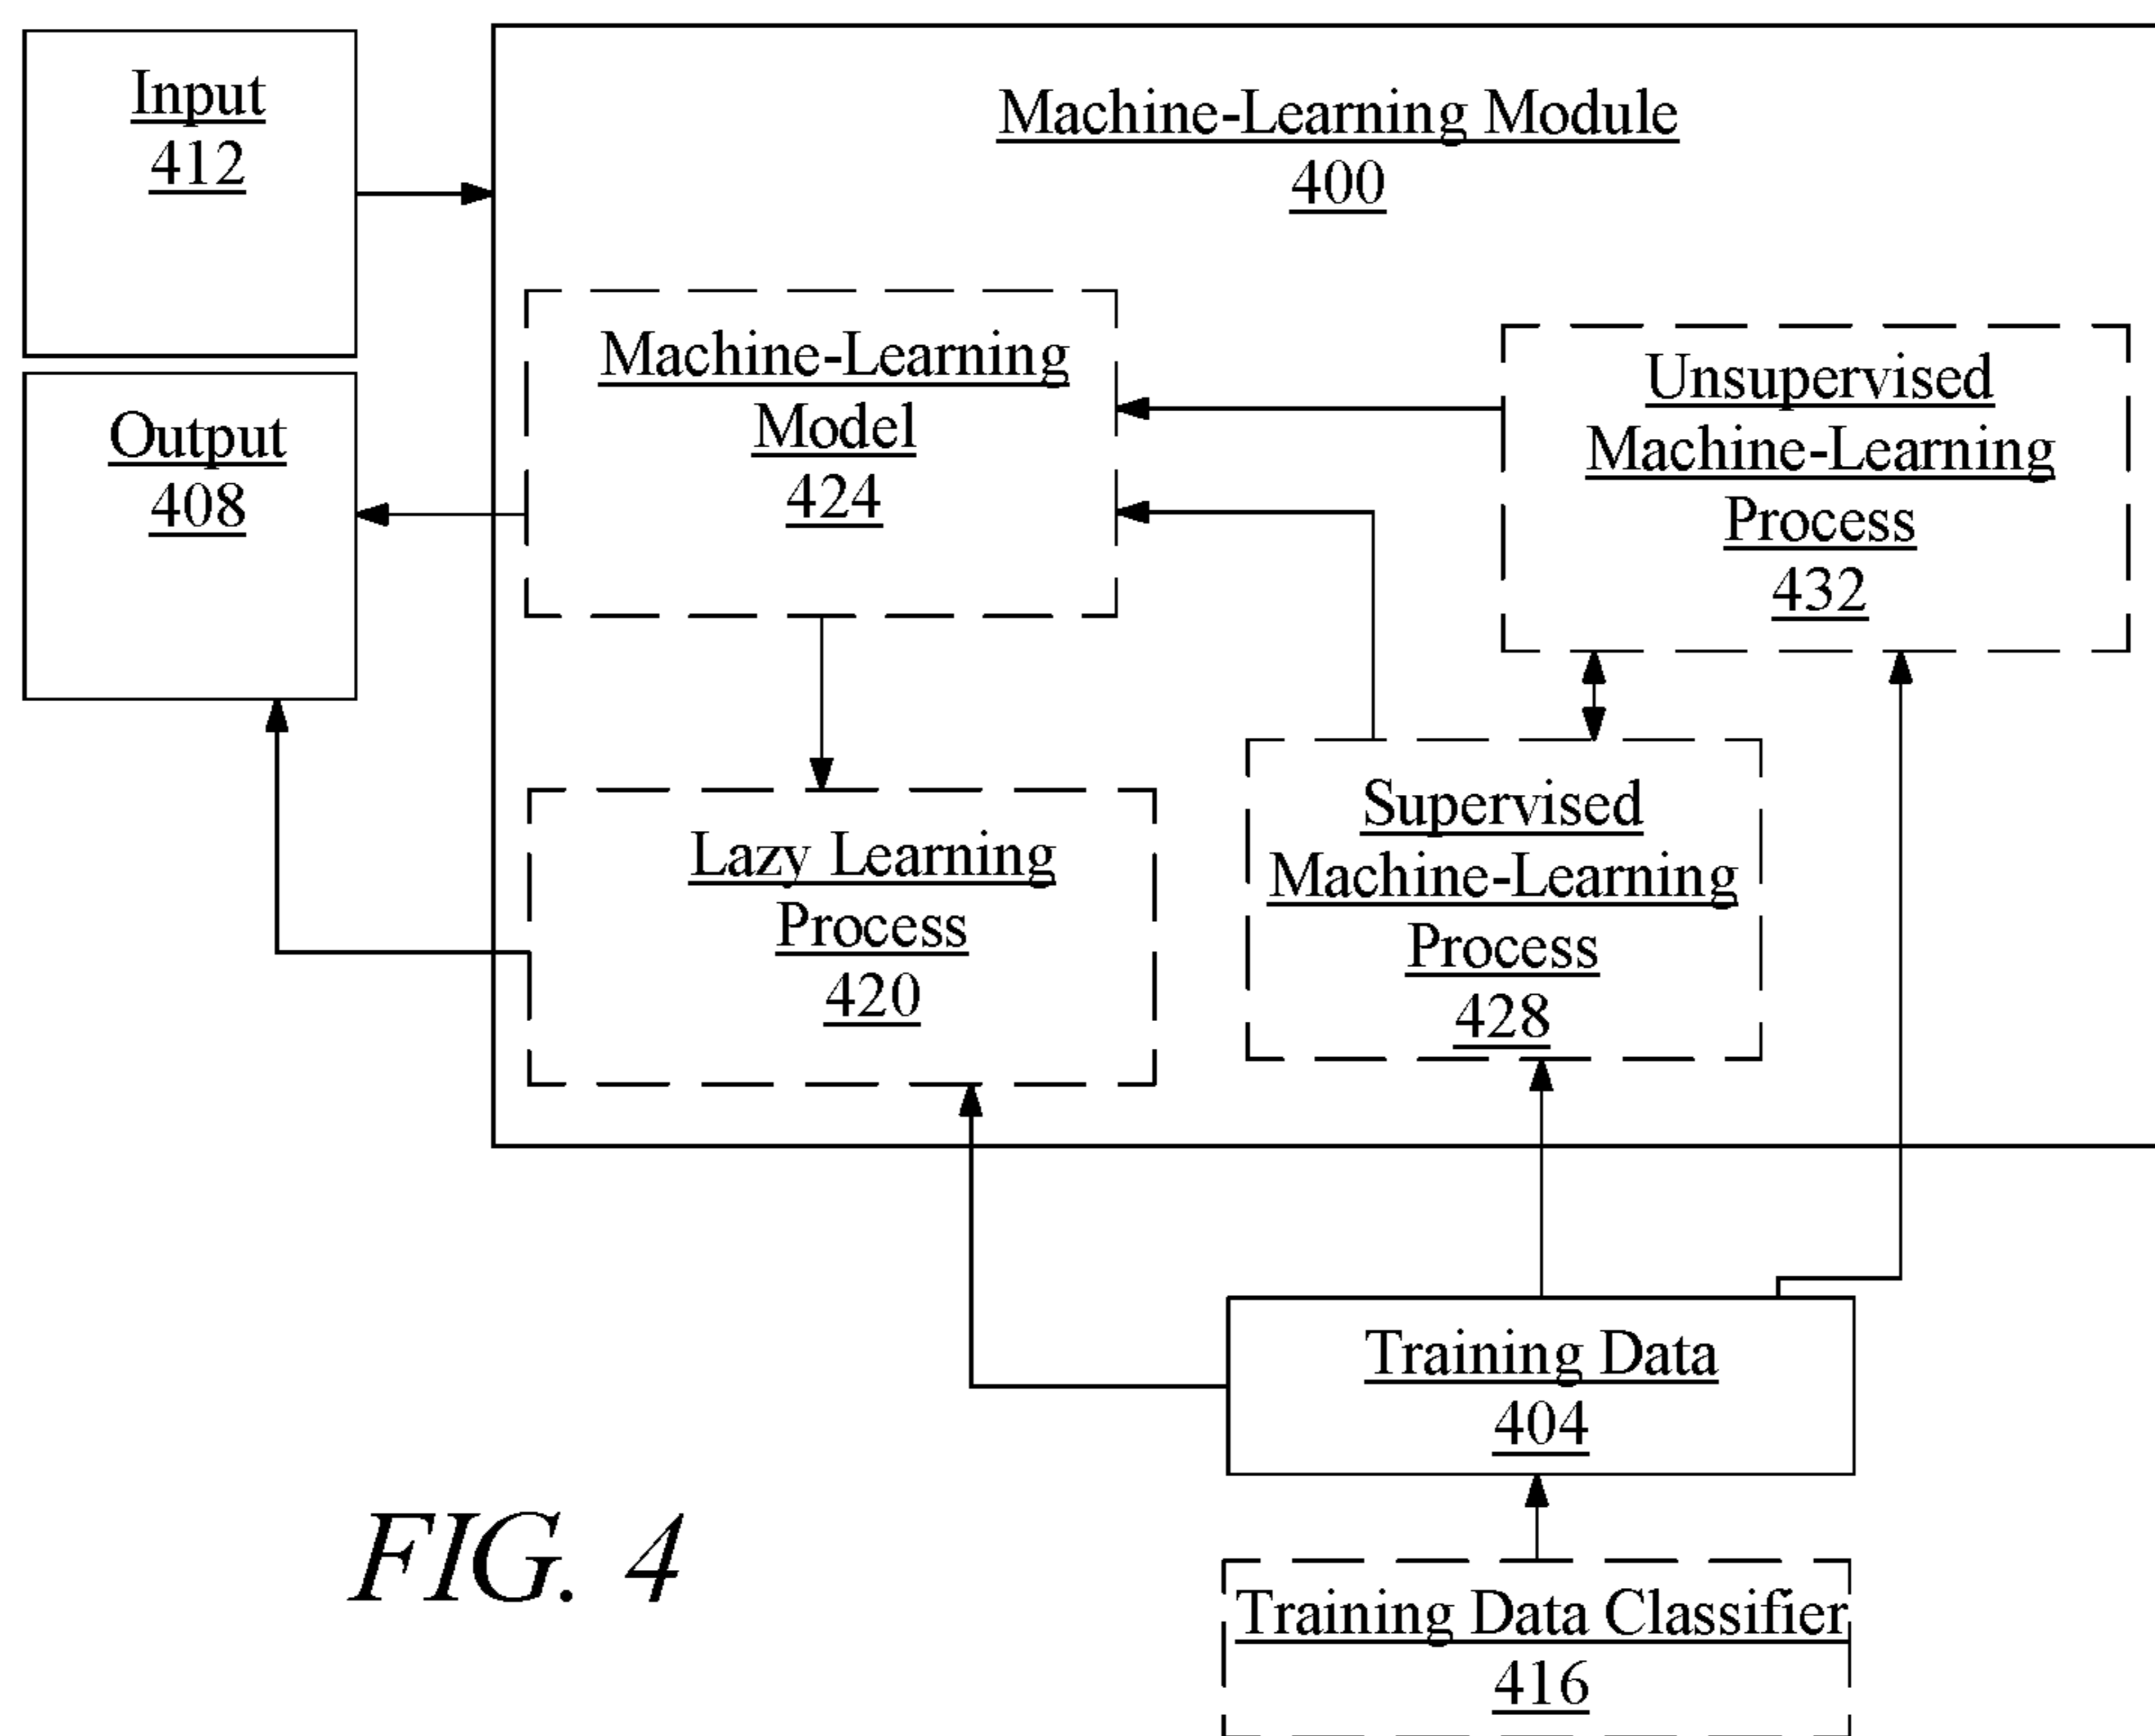 Input
412
Machine-Learning Module
400
Output
408
Machine-Learning
Model
424
Unsupervised
Machine-Learning
Process
432
Lazy Learning
Process
420
Supervised
Machine-Learning
Process
428
Training Data
404
Training Data Classifier
416
FIG. 4